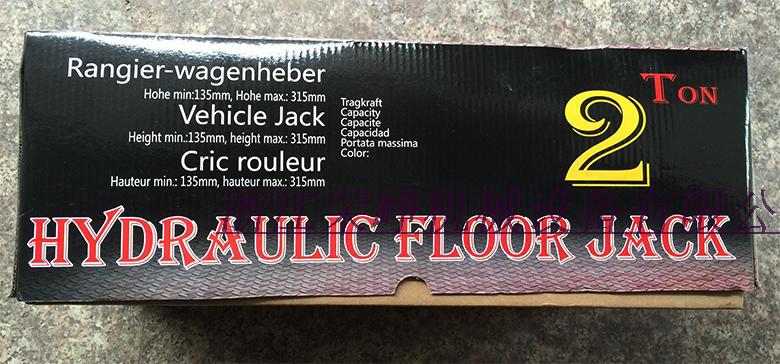 Rangier-wagenheber
Hohe min:135mm, Hohe max.: 315mm
Vehicle Jack
Height min.:135mm, height max.: 315mm
Cric rouleur
Hauteur min.: 135mm, hauteur max.: 315mm
Tragkraft
Capacity
Capacite
Capacidad
Portata massima
Color:
2 TON
HYDRAULIC FLOOR JACK